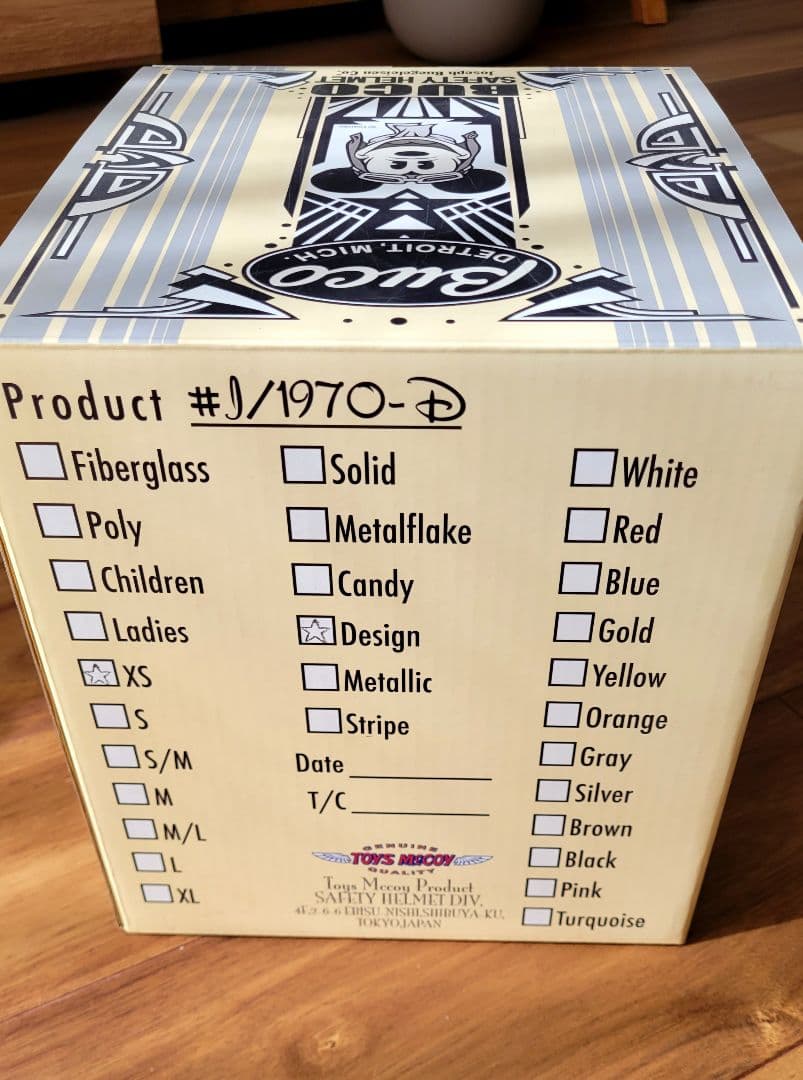 Joseph Buegeleisen Co.
SAFETY HELMET
BUCO
DETROIT, MICH.
Buco
Product #J/1970-D
Fiberglass
Poly
Children
Ladies
XS
S
S/M
M
M/L
L
XL
Solid
Metalflake
Candy
Design
Metallic
Stripe
Date
T/C
White
Red
Blue
Gold
Yellow
Orange
Gray
Silver
Brown
Black
Pink
Turquoise
GENUINE
TOYS McCOY
QUALITY
Toys Mccoy Product
SAFETY HELMET DIV.
4F,2-6-6 EBISU-NISHI,SHIBUYA-KU,
TOKYO,JAPAN